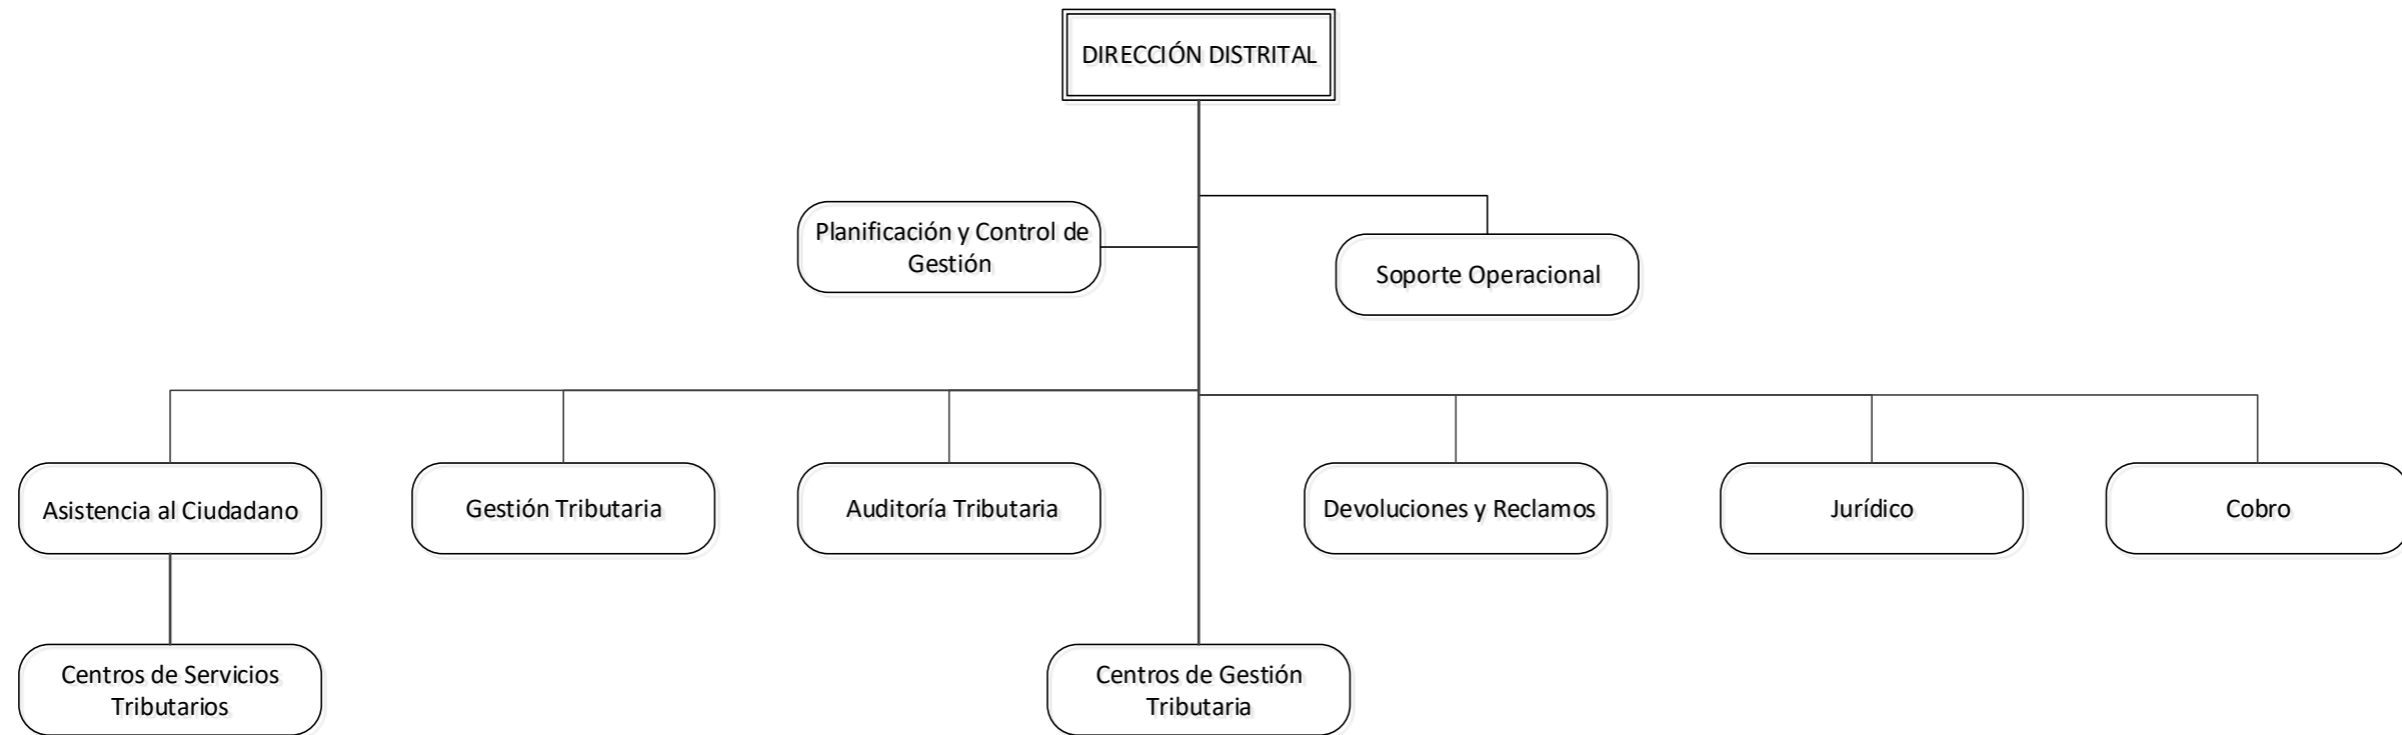 DIRECCIÓN DISTRITAL
Planificación y Control de
Gestión
Soporte Operacional
Asistencia al Ciudadano
Gestión Tributaria
Auditoría Tributaria
Devoluciones y Reclamos
Jurídico
Cobro
Centros de Servicios
Tributarios
Centros de Gestión
Tributaria